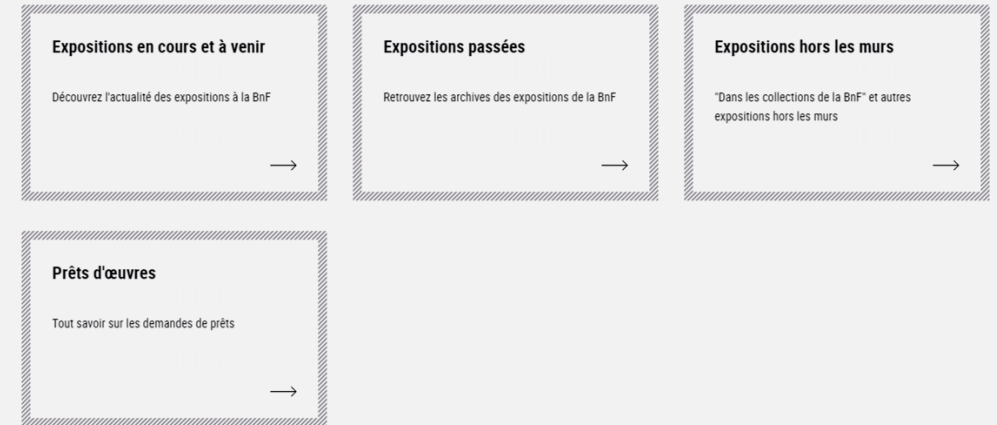 Expositions en cours et à venir
Découvrez l'actualité des expositions à la BnF
Expositions passées
Retrouvez les archives des expositions de la BnF
Expositions hors les murs
"Dans les collections de la BnF" et autres
expositions hors les murs
Prêts d'œuvres
Tout savoir sur les demandes de prêts